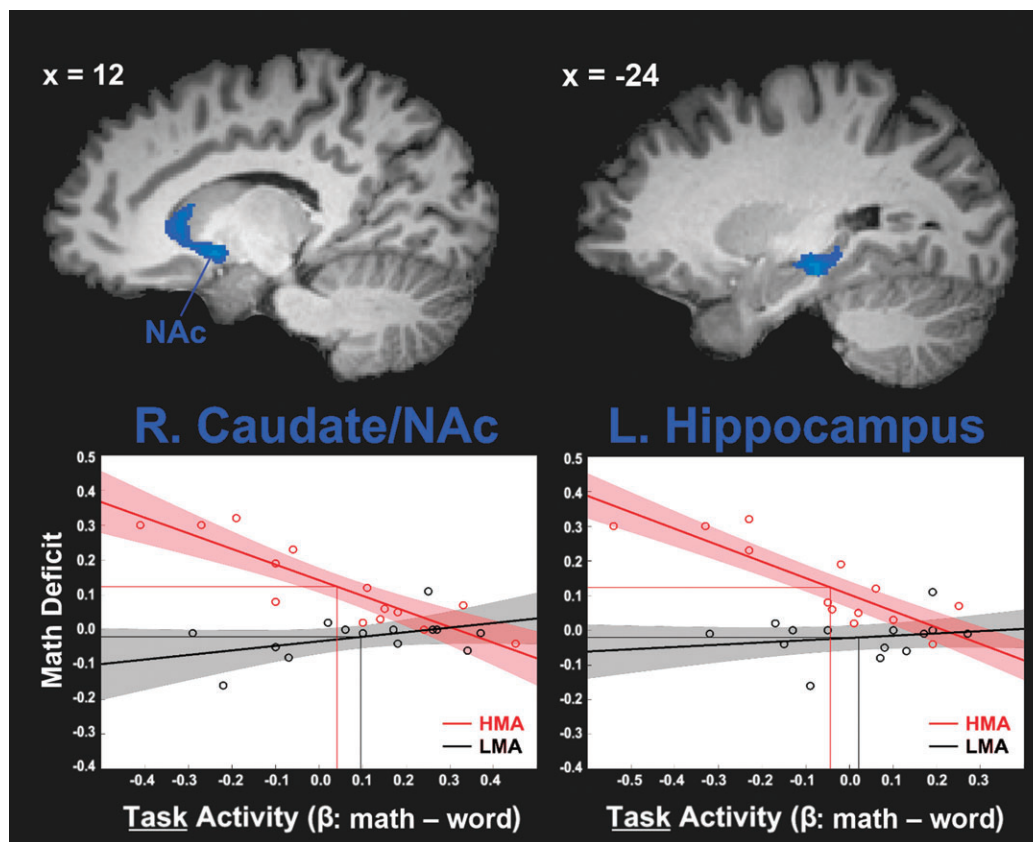 x = 12
x = -24
NAc
R. Caudate/NAc
L. Hippocampus
0.5
0.4
0.3
0.2
0.1
0.0
-0.1
-0.2
-0.3
-0.4
Math Deficit
HMA
LMA
-0.4 -0.3 -0.2 -0.1 0.0 0.1 0.2 0.3 0.4
Task Activity (β: math – word)
0.5
0.4
0.3
0.2
0.1
0.0
-0.1
-0.2
-0.3
-0.4
HMA
LMA
-0.5 -0.4 -0.3 -0.2 -0.1 0.0 0.1 0.2 0.3
Task Activity (β: math – word)